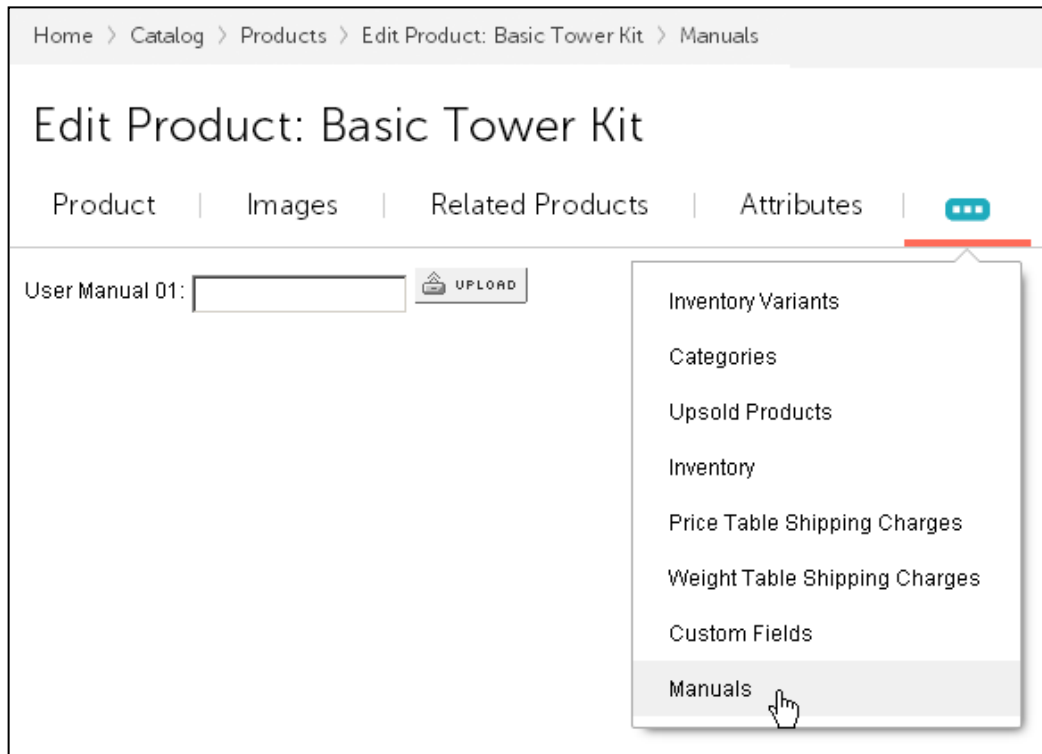 Home > Catalog > Products > Edit Product: Basic Tower Kit > Manuals
Edit Product: Basic Tower Kit
Product | Images | Related Products | Attributes |
User Manual 01: UPLOAD
Inventory Variants
Categories
Upsold Products
Inventory
Price Table Shipping Charges
Weight Table Shipping Charges
Custom Fields
Manuals